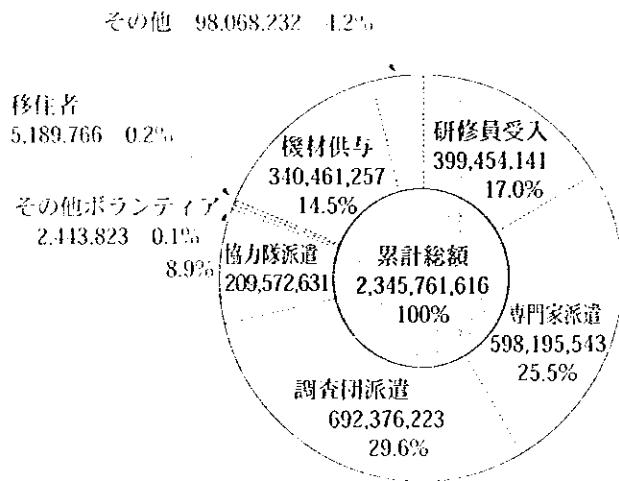 その他 98,068,232 4.2%
移住者
5,189,766 0.2%
その他ボランティア
2,443,823 0.1%
8.9%
協力隊派遣
209,572,631
機材供与
340,461,257
14.5%
研修員受入
399,454,141
17.0%
累計総額
2,345,761,616
100%
専門家派遣
598,195,543
25.5%
調査団派遣
692,376,223
29.6%